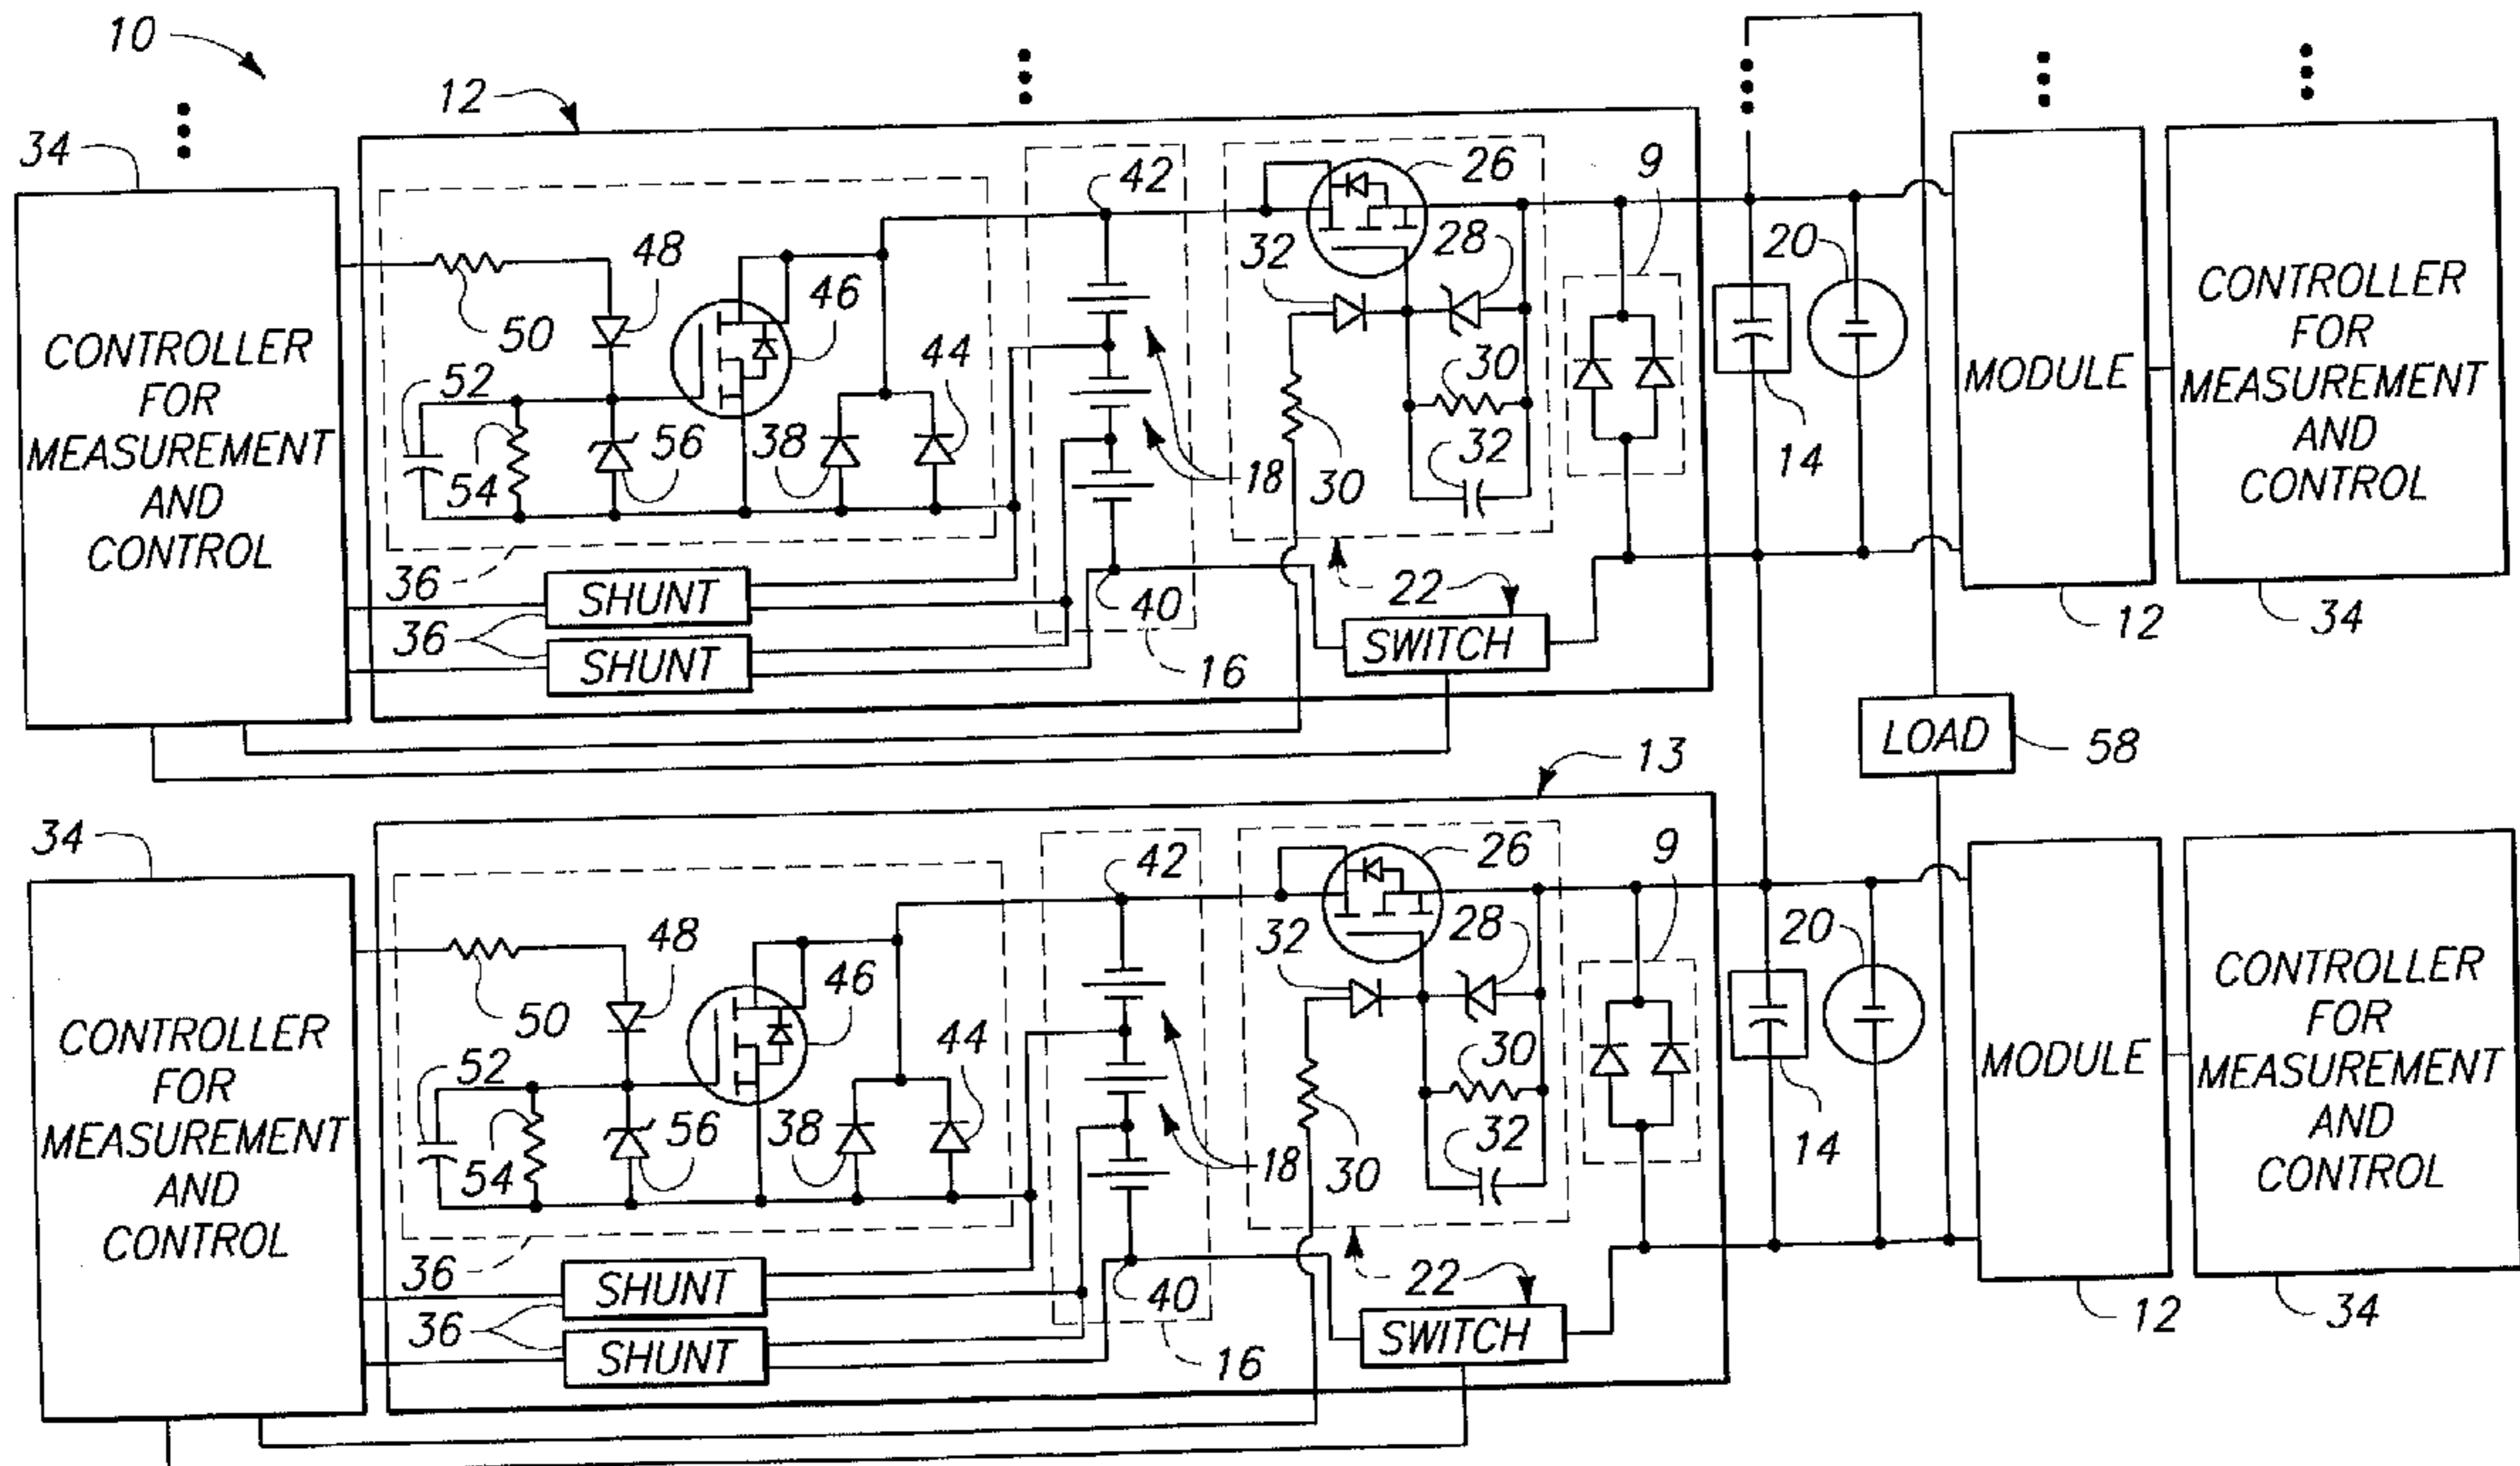 10
12
34
42
26
9
32
28
20
48
46
50
44
52
30
56
38
32
14
54
18
30
CONTROLLER
FOR
MEASUREMENT
AND
CONTROL
MODULE
CONTROLLER
FOR
MEASUREMENT
AND
CONTROL
36
SHUNT
40
22
12
34
36
SHUNT
16
SWITCH
LOAD
58
13
34
42
26
9
32
28
20
48
46
50
44
52
30
56
38
32
14
54
18
30
CONTROLLER
FOR
MEASUREMENT
AND
CONTROL
MODULE
CONTROLLER
FOR
MEASUREMENT
AND
CONTROL
36
SHUNT
40
22
12
34
36
SHUNT
16
SWITCH